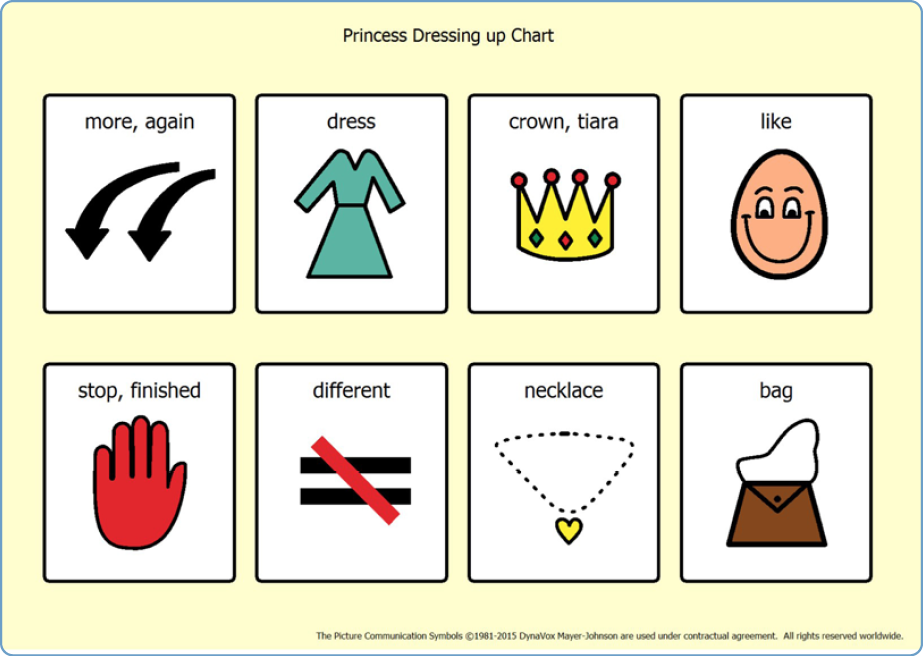 Princess Dressing up Chart
more, again
dress
crown, tiara
like
stop, finished
different
necklace
bag
The Picture Communication Symbols ©1981-2015 DynaVox Mayer-Johnson are used under contractual agreement. All rights reserved worldwide.